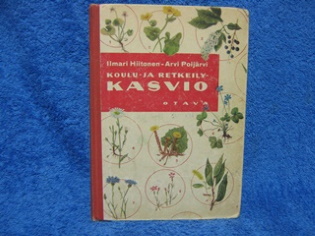 Ilmari Hiitonen - Arvi Poijärvi
KOULU- JA RETKEILY-
KASVIO
OTAVA